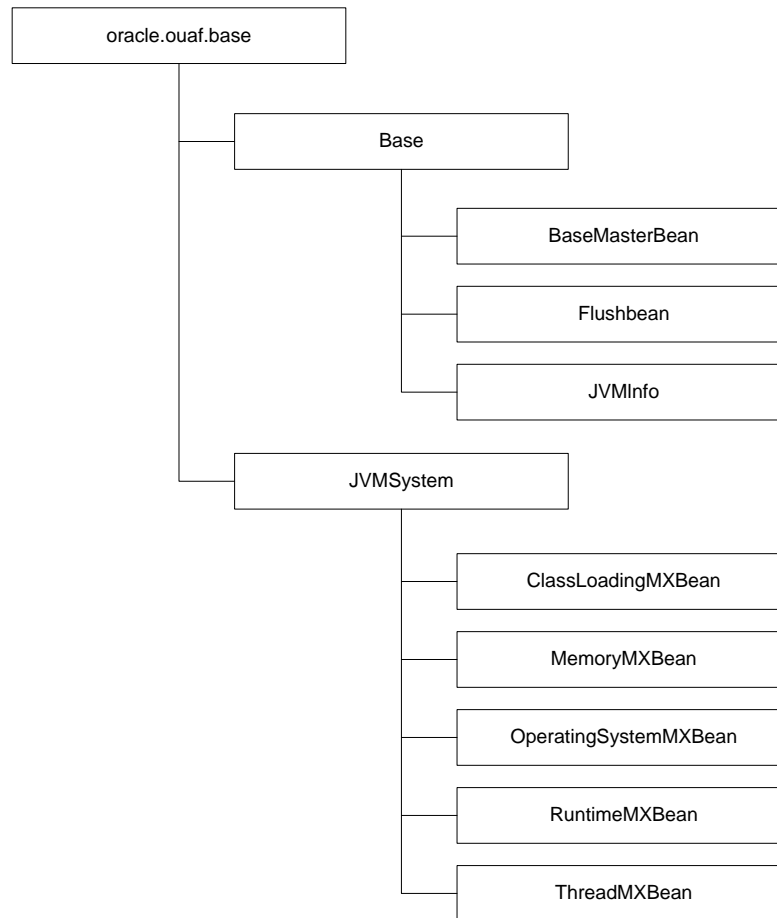 oracle.ouaf.base
Base
BaseMasterBean
Flushbean
JVMInfo
JVMSystem
ClassLoadingMXBean
MemoryMXBean
OperatingSystemMXBean
RuntimeMXBean
ThreadMXBean